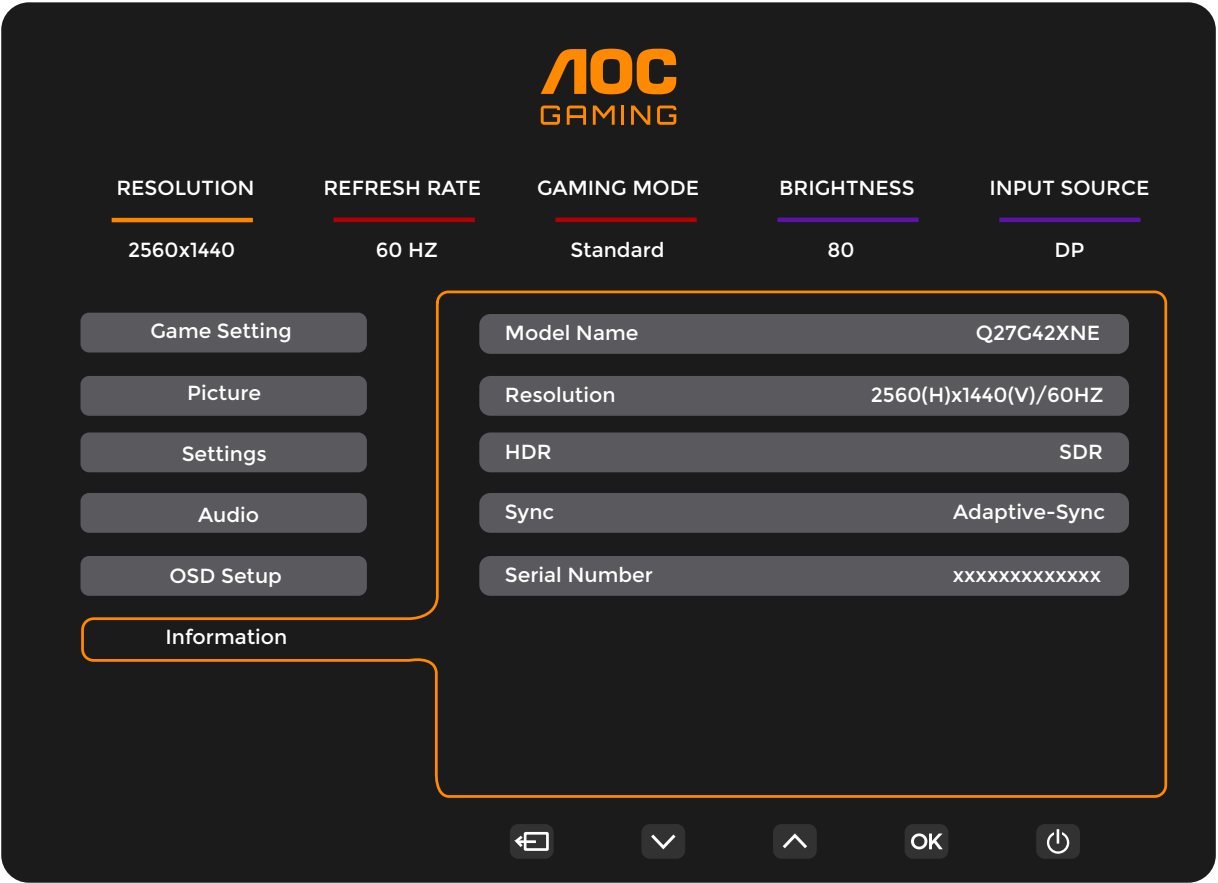 AOC
GAMING
RESOLUTION REFRESH RATE GAMING MODE BRIGHTNESS INPUT SOURCE
2560x1440 60 HZ Standard 80 DP
Game Setting
Picture
Settings
Audio
OSD Setup
Information
Model Name Q27G42XNE
Resolution 2560(H)x1440(V)/60HZ
HDR SDR
Sync Adaptive-Sync
Serial Number xxxxxxxxxxxxx
OK